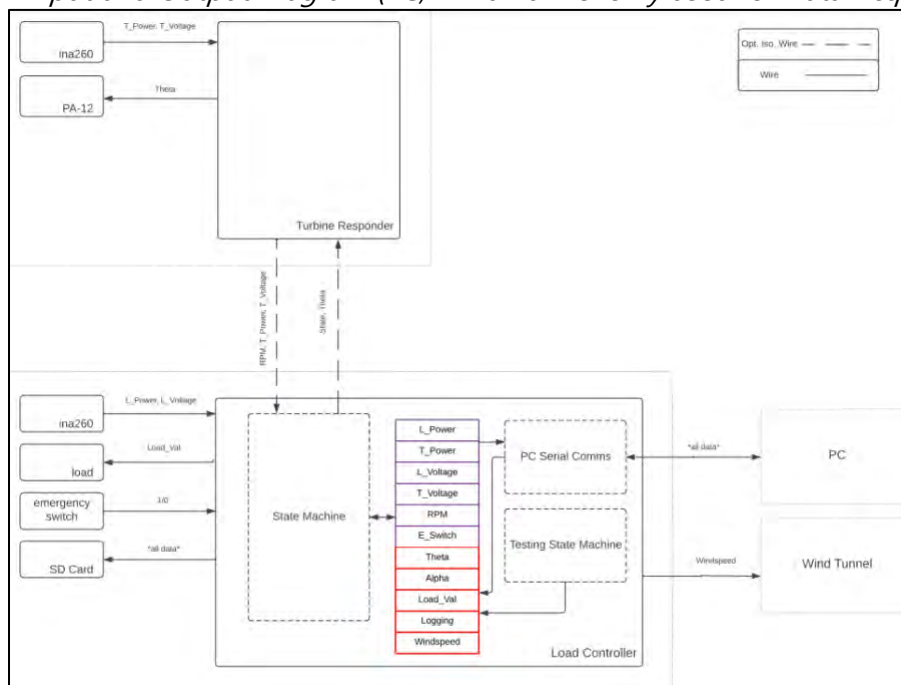 T_Power, T_Voltage
ina260
Theta
PA-12
Turbine Responder
Opt. Iso. Wire
Wire
RPM, T_Power, T_Voltage
State, Theta
L_Power, L_Voltage
ina260
Load_Val
load
1/0
emergency
switch
*all data*
SD Card
State Machine
L_Power
T_Power
L_Voltage
T_Voltage
RPM
E_Switch
Theta
Alpha
Load_Val
Logging
Windspeed
PC Serial Comms
Testing State Machine
Load Controller
*all data*
PC
Windspeed
Wind Tunnel